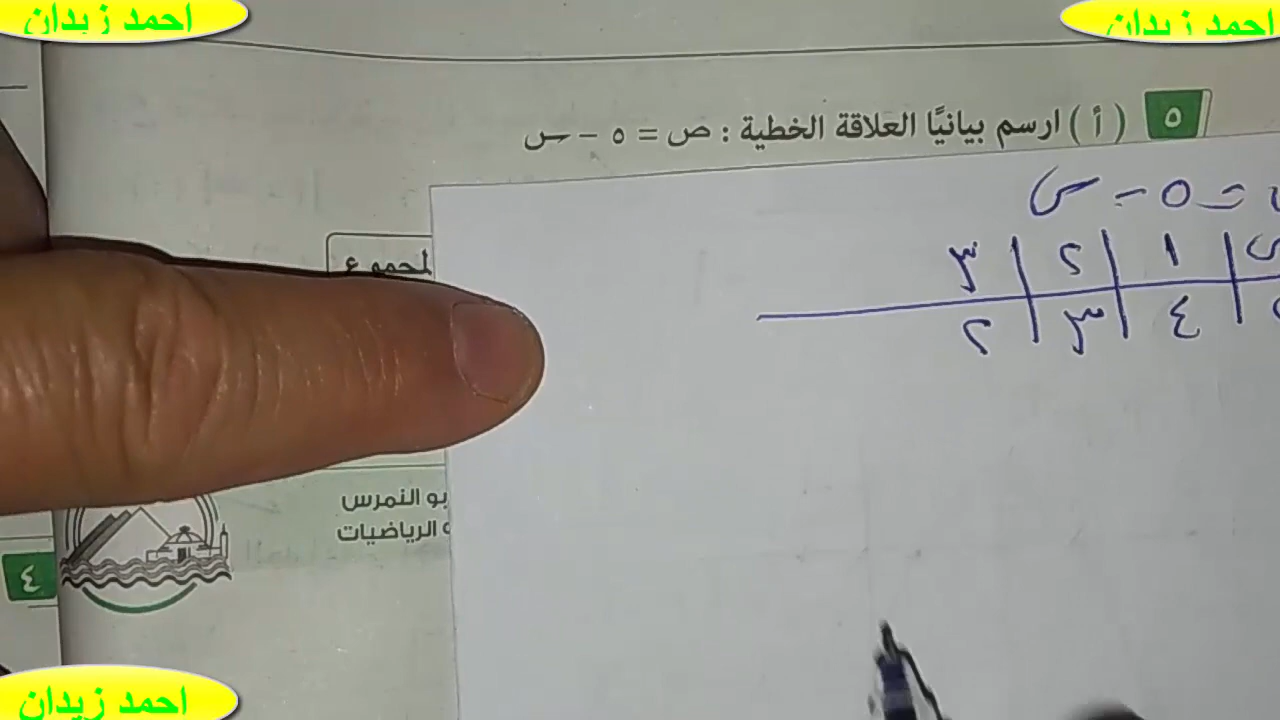 احمد زيدان
احمد زيدان
٥ ( أ ) ارسم بيانيًا العلاقة الخطية : ص = ٥ – س
= ٥ – س
١ ٢ ٣
٤ ٣ ٢
لمجموع
بو النمرس
الرياضيات
٤
احمد زيدان